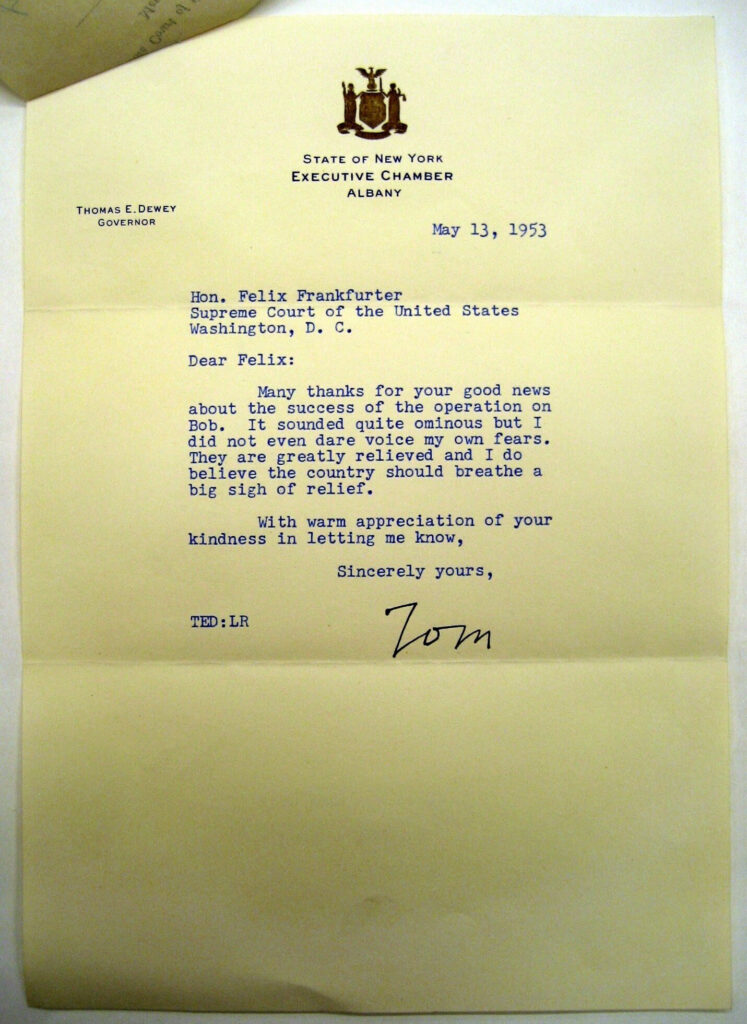 STATE OF NEW YORK
EXECUTIVE CHAMBER
ALBANY
THOMAS E. DEWEY
GOVERNOR
May 13, 1953
Hon. Felix Frankfurter
Supreme Court of the United States
Washington, D. C.
Dear Felix:
Many thanks for your good news
about the success of the operation on
Bob. It sounded quite ominous but I
did not even dare voice my own fears.
They are greatly relieved and I do
believe the country should breathe a
big sigh of relief.
With warm appreciation of your
kindness in letting me know,
Sincerely yours,
TED:LR
Tom